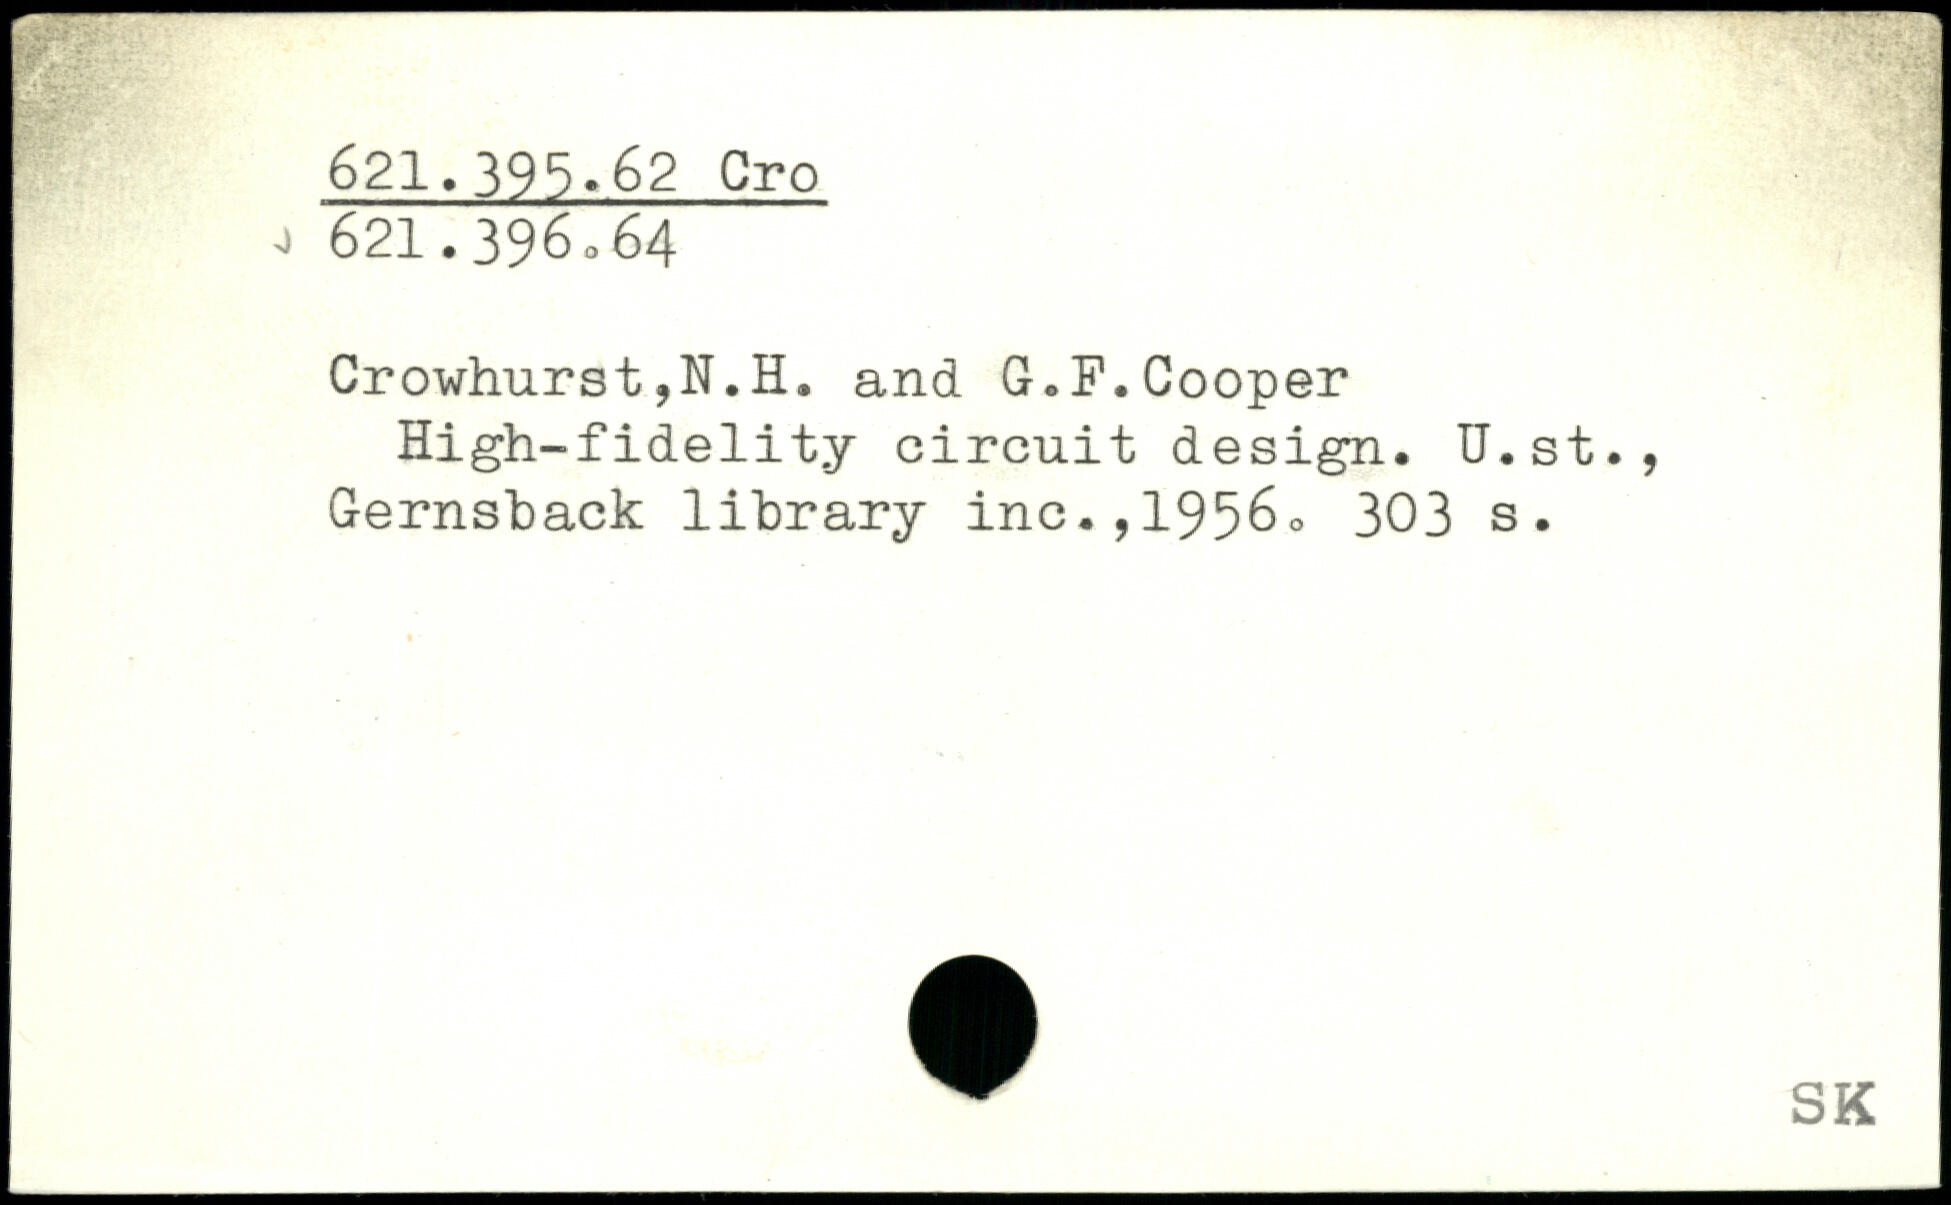 621.395.62 Cro
621.396.64
Crowhurst,N.H. and G.F.Cooper
High-fidelity circuit design. U.st.,
Gernsback library inc.,1956. 303 s.
SK